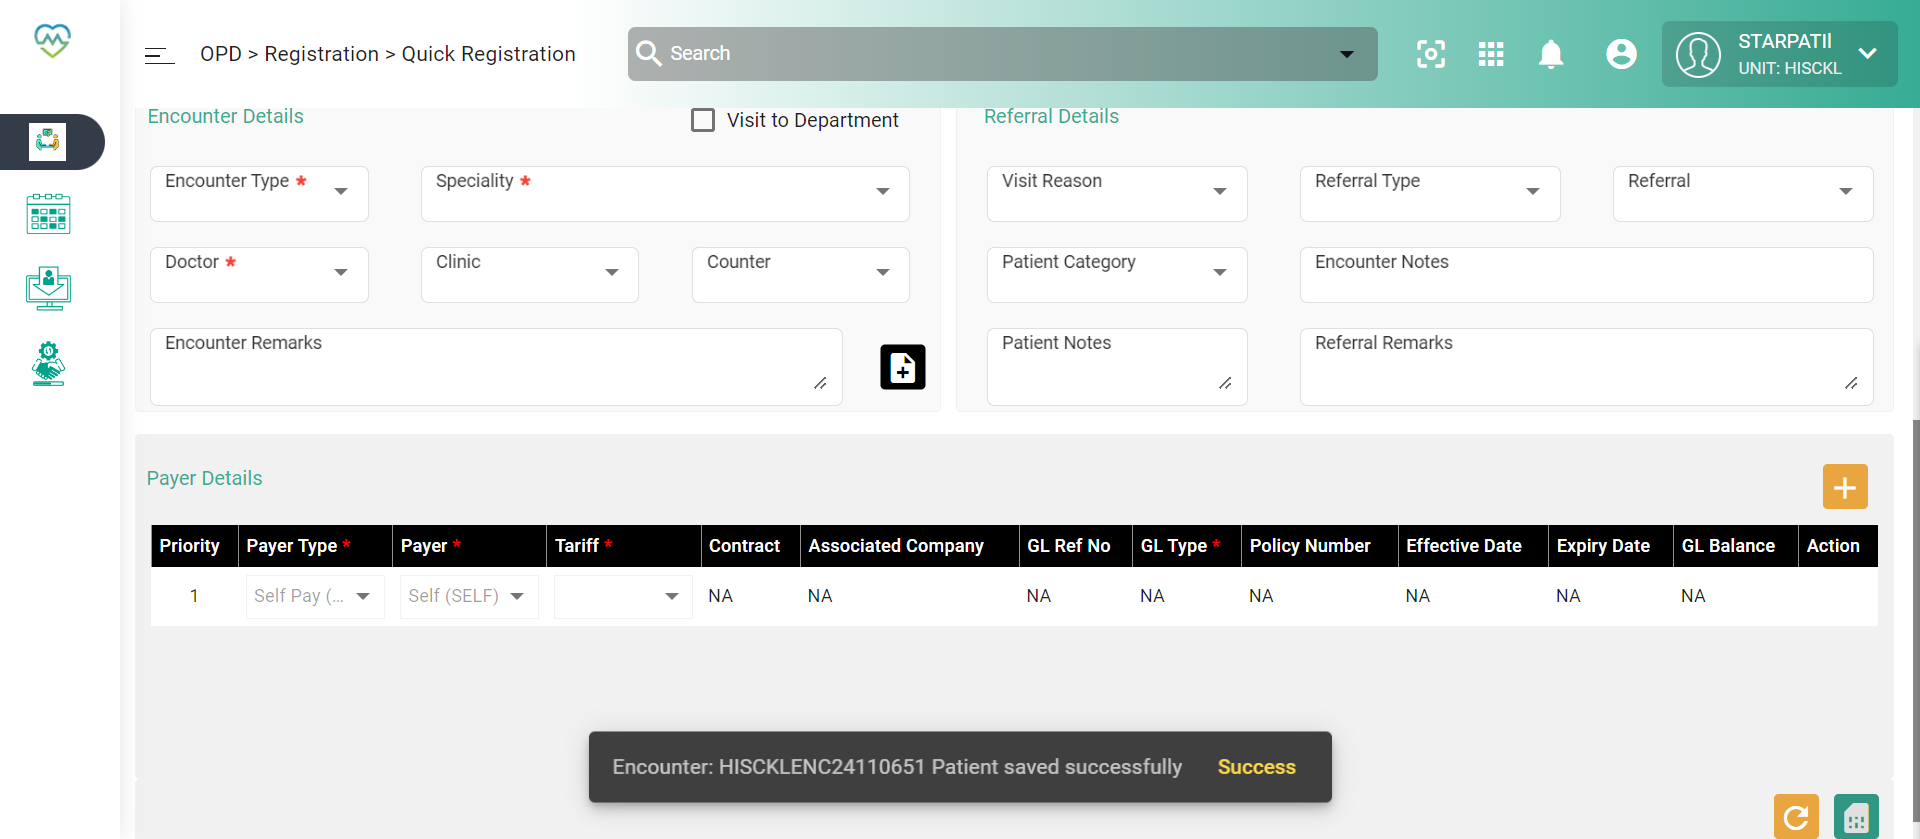 OPD > Registration > Quick Registration
Search
STARPATIl
UNIT: HISCKL
Encounter Details
Visit to Department
Referral Details
Encounter Type *
Speciality *
Visit Reason
Referral Type
Referral
Doctor *
Clinic
Counter
Patient Category
Encounter Notes
Encounter Remarks
Patient Notes
Referral Remarks
Payer Details
Priority Payer Type * Payer * Tariff * Contract Associated Company GL Ref No GL Type * Policy Number Effective Date Expiry Date GL Balance Action
1 Self Pay (... Self (SELF) NA NA NA NA NA NA NA NA
Encounter: HISCKLENC24110651 Patient saved successfully Success